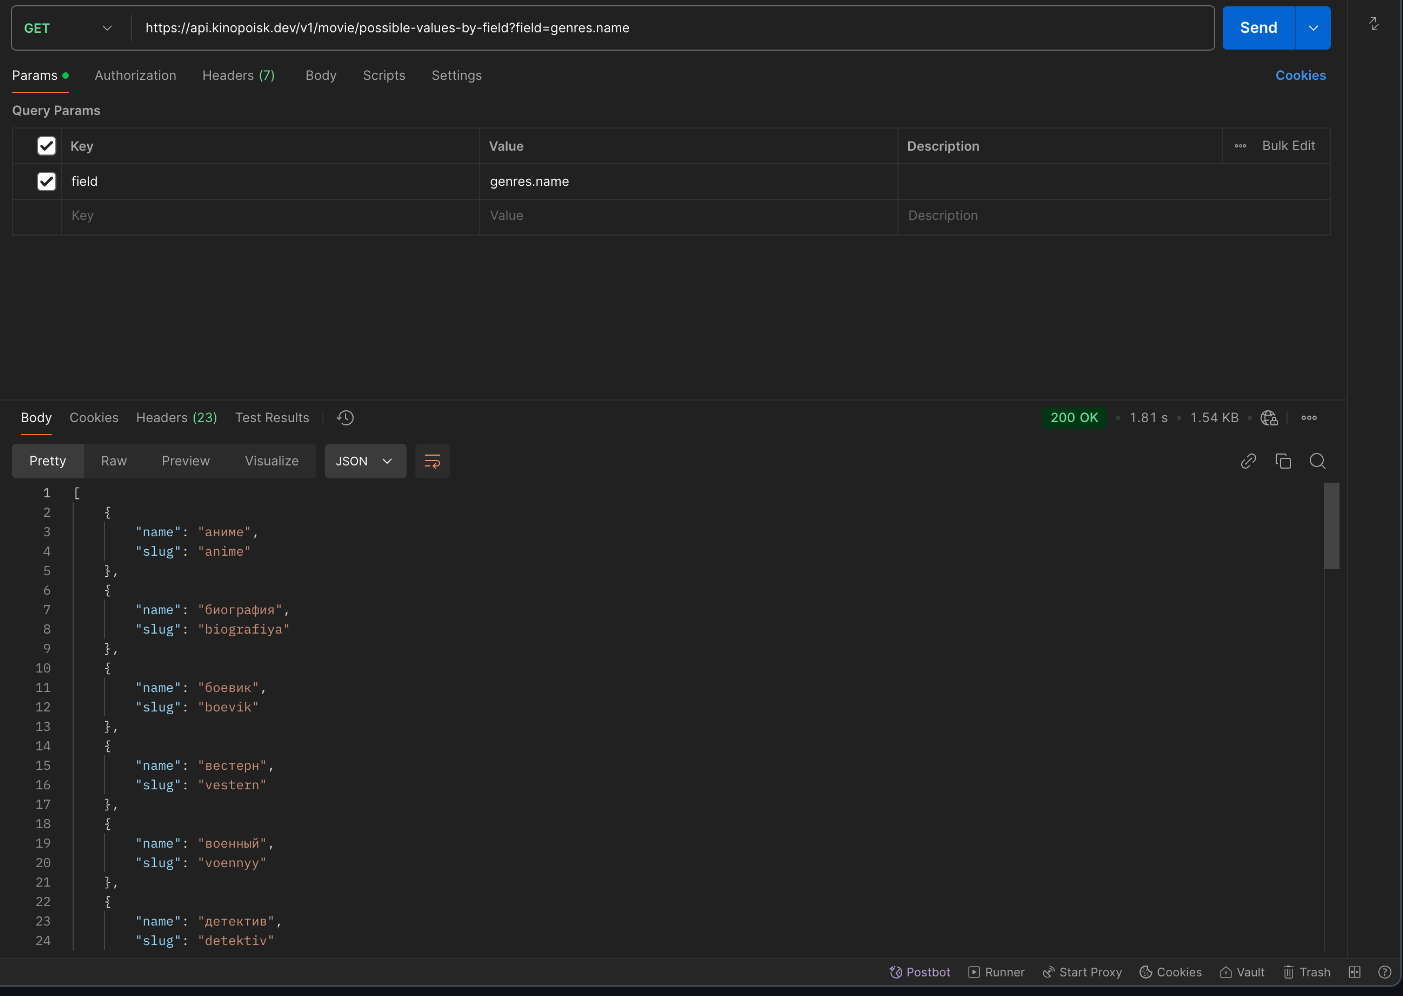 GET https://api.kinopoisk.dev/v1/movie/possible-values-by-field?field=genres.name Send
Params Authorization Headers (7) Body Scripts Settings Cookies
Query Params
Key Value Description Bulk Edit
field genres.name
Key Value Description
Body Cookies Headers (23) Test Results 200 OK 1.81 s 1.54 KB
Pretty Raw Preview Visualize JSON
1 [
2 {
3 "name": "аниме",
4 "slug": "anime"
5 },
6 {
7 "name": "биография",
8 "slug": "biografiya"
9 },
10 {
11 "name": "боевик",
12 "slug": "boevik"
13 },
14 {
15 "name": "вестерн",
16 "slug": "vestern"
17 },
18 {
19 "name": "военный",
20 "slug": "voennyy"
21 },
22 {
23 "name": "детектив",
24 "slug": "detektiv"
Postbot Runner Start Proxy Cookies Vault Trash